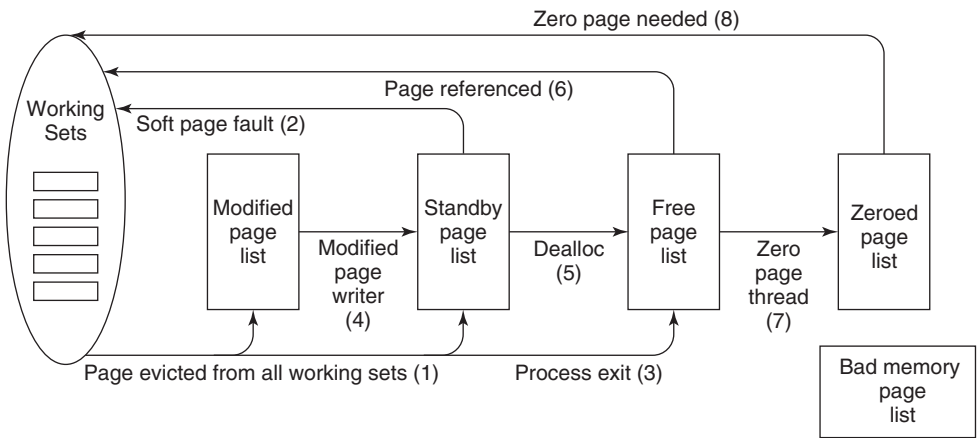 Zero page needed (8)
Page referenced (6)
Soft page fault (2)
Working
Sets
Modified
page
list
Standby
page
list
Free
page
list
Zeroed
page
list
Modified
page
writer
(4)
Dealloc
(5)
Zero
page
thread
(7)
Page evicted from all working sets (1)
Process exit (3)
Bad memory
page
list